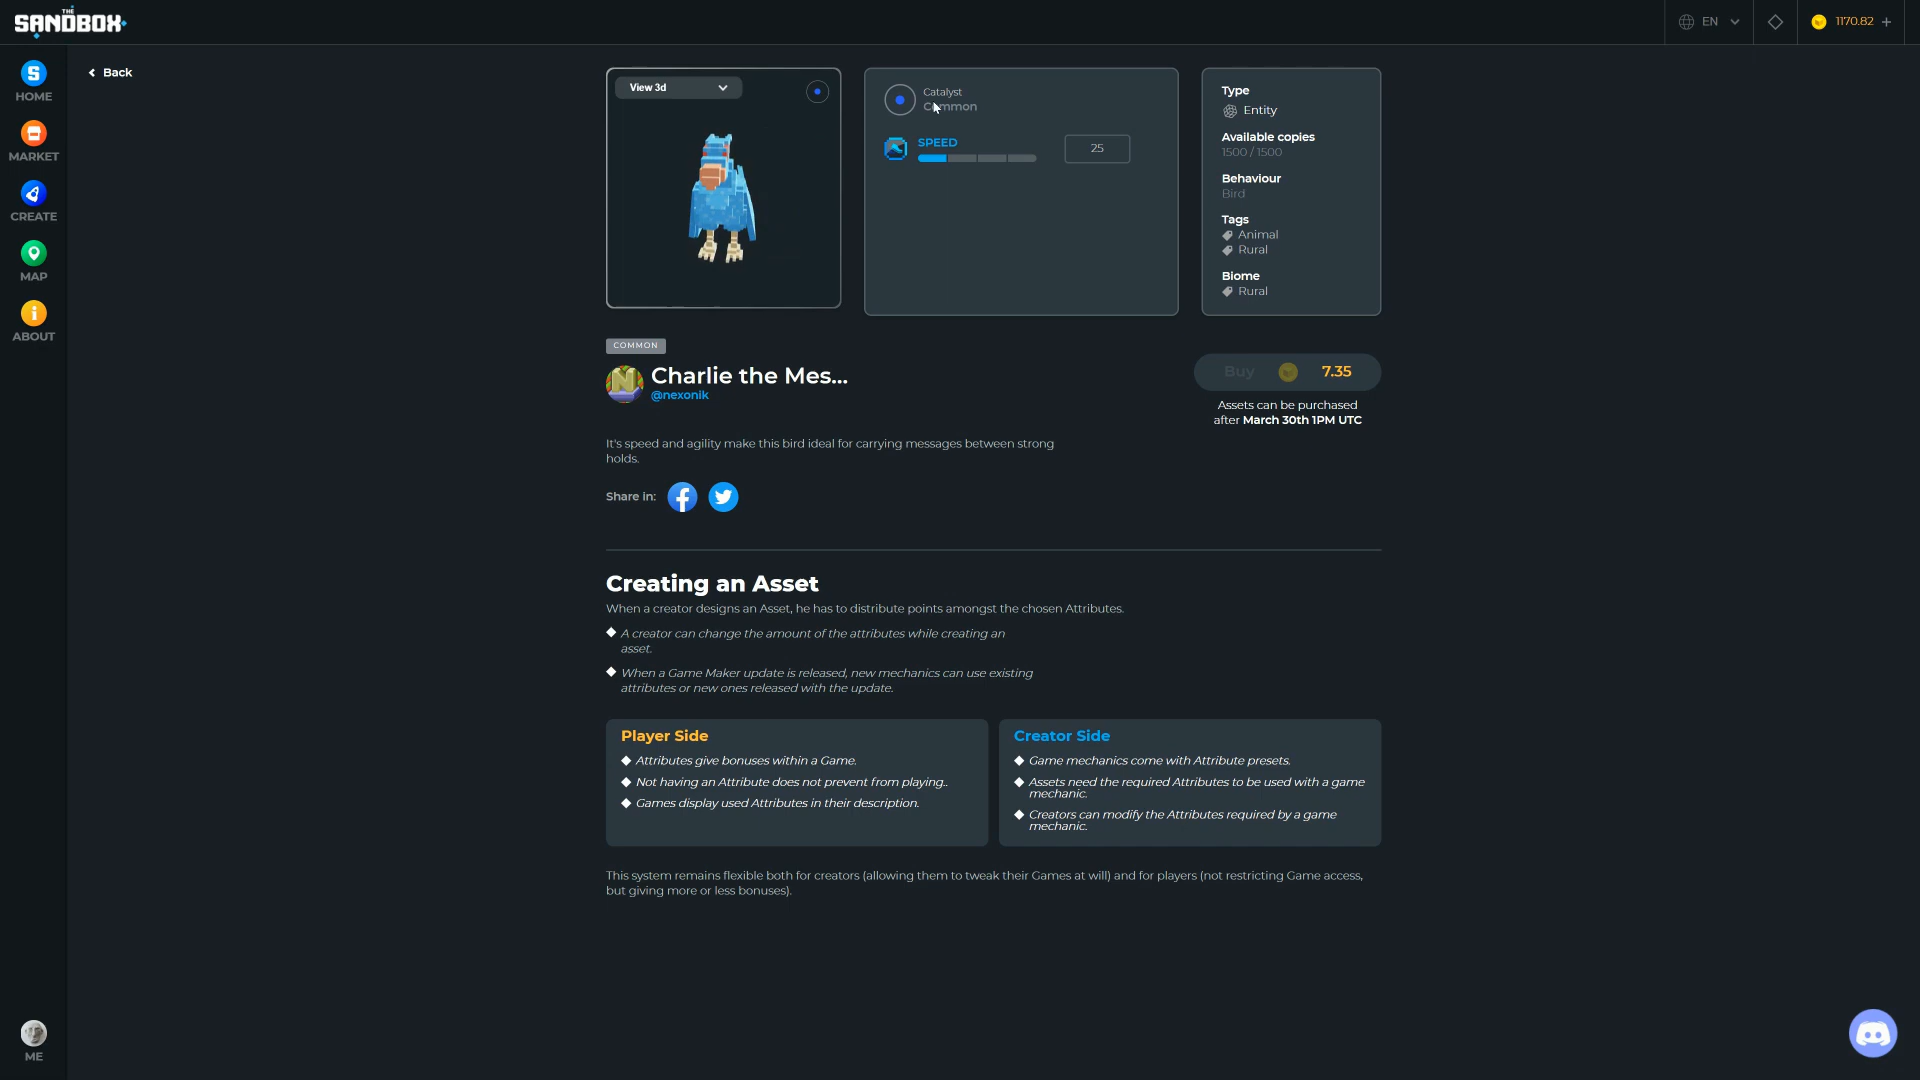 THE
SANDBOX
EN
1170.82
HOME
MARKET
CREATE
MAP
ABOUT
ME
Back
View 3d
Catalyst
Common
SPEED
25
Type
Entity
Available copies
1500 / 1500
Behaviour
Bird
Tags
Animal
Rural
Biome
Rural
COMMON
Charlie the Mes...
@nexonik
Buy 7.35
Assets can be purchased
after March 30th 1PM UTC
It's speed and agility make this bird ideal for carrying messages between strong
holds.
Share in:
Creating an Asset
When a creator designs an Asset, he has to distribute points amongst the chosen Attributes.
A creator can change the amount of the attributes while creating an
asset.
When a Game Maker update is released, new mechanics can use existing
attributes or new ones released with the update.
Player Side
Attributes give bonuses within a Game.
Not having an Attribute does not prevent from playing..
Games display used Attributes in their description.
Creator Side
Game mechanics come with Attribute presets.
Assets need the required Attributes to be used with a game
mechanic.
Creators can modify the Attributes required by a game
mechanic.
This system remains flexible both for creators (allowing them to tweak their Games at will) and for players (not restricting Game access,
but giving more or less bonuses).